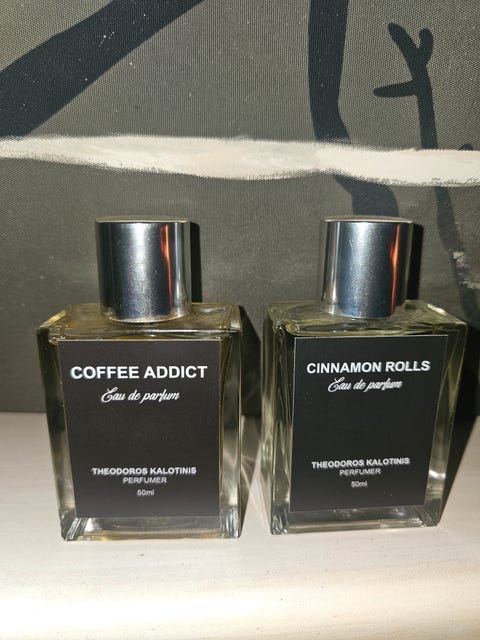 COFFEE ADDICT
Eau de parfum
THEODOROS KALOTINIS
PERFUMER
50ml
CINNAMON ROLLS
Eau de parfum
THEODOROS KALOTINIS
PERFUMER
50ml